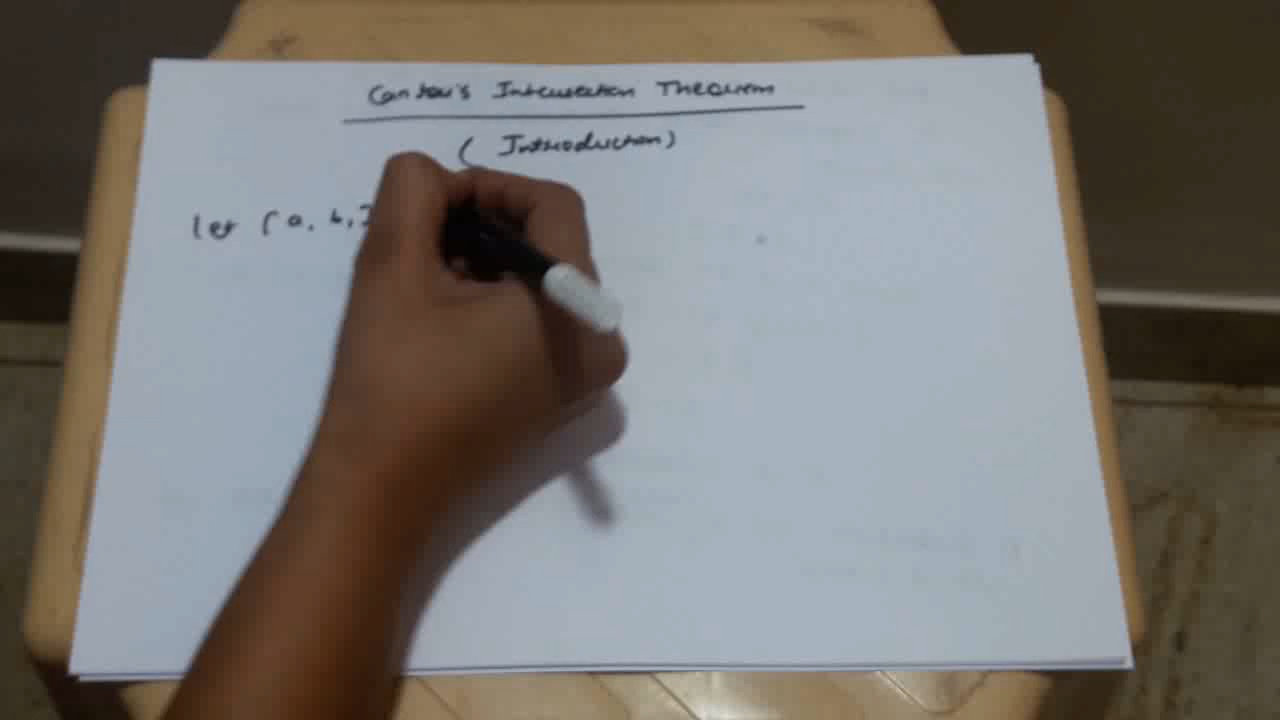 Cantor's Intersection Theorem
(Introduction)
let [a, b,]